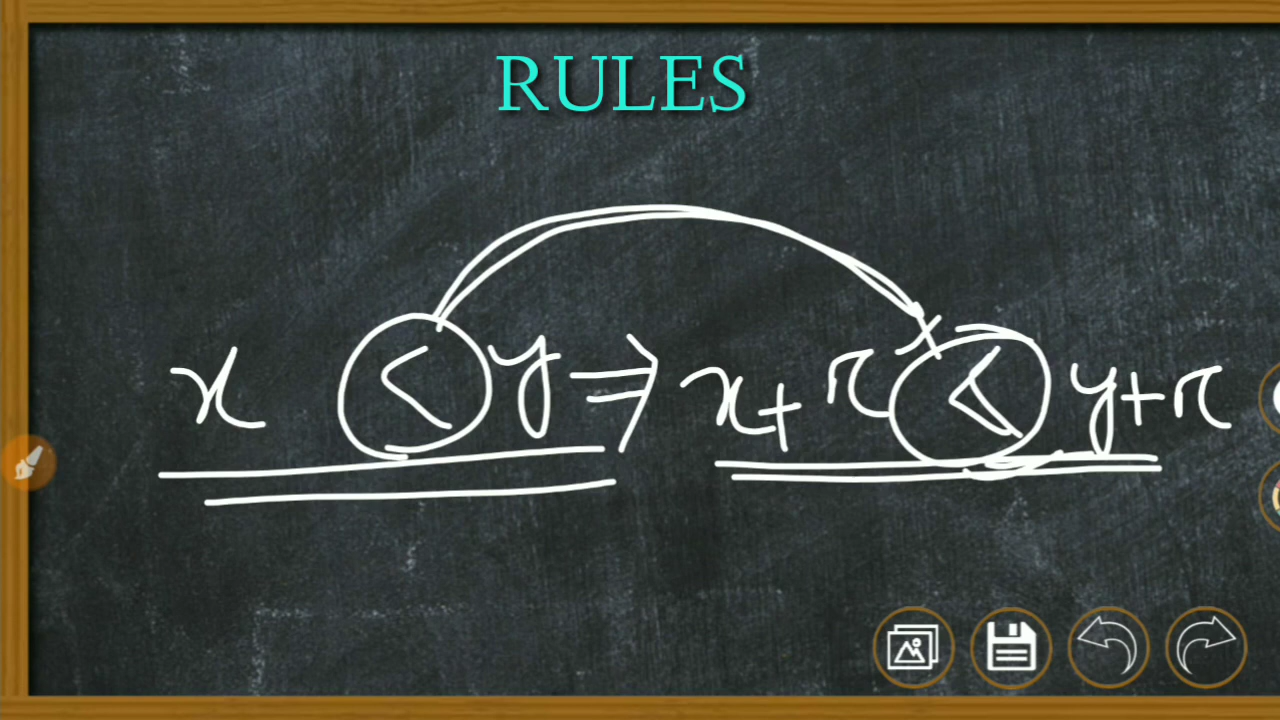 RULES
x < y ⇒ x + r < y + r